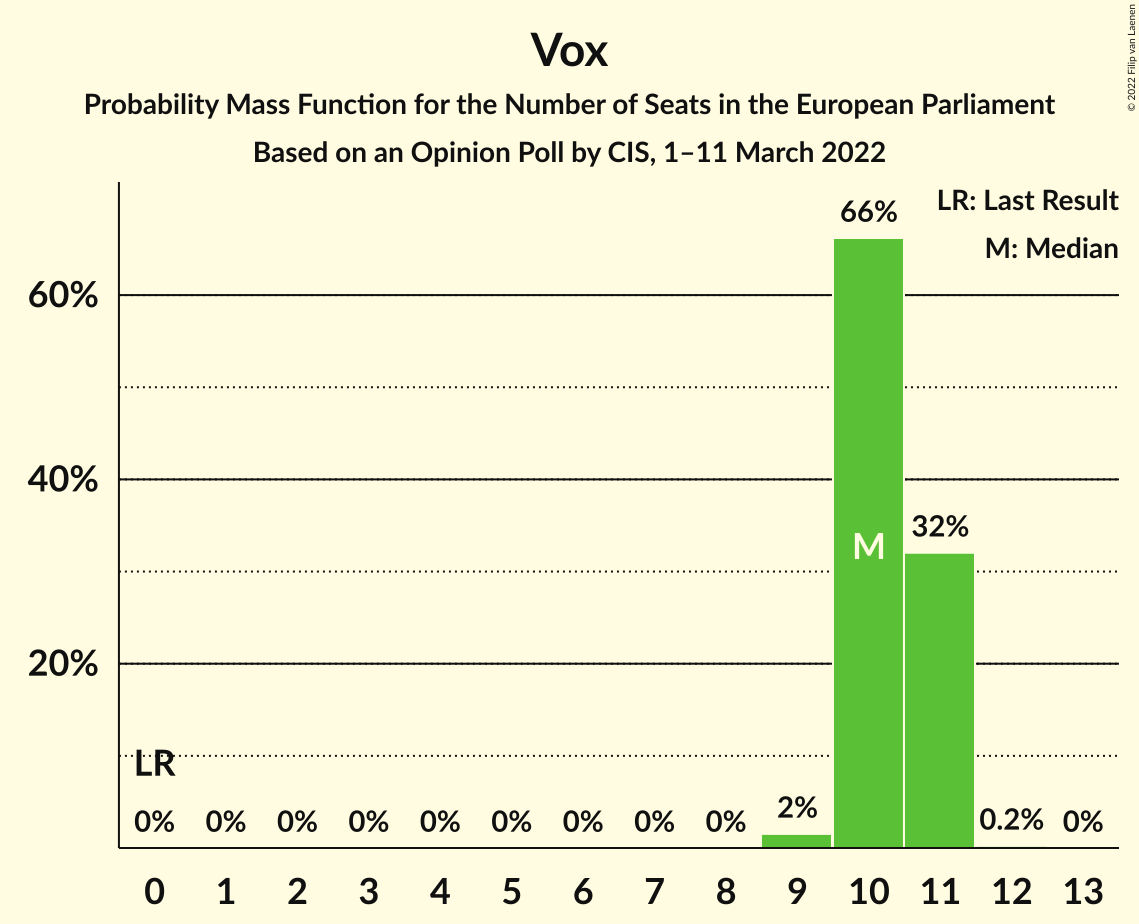 Vox
Probability Mass Function for the Number of Seats in the European Parliament
Based on an Opinion Poll by CIS, 1–11 March 2022
© 2022 Filip van Laenen
LR: Last Result
M: Median
60%
40%
20%
66%
32%
M
LR
0% 0% 0% 0% 0% 0% 0% 0% 0% 2% 0.2% 0%
0 1 2 3 4 5 6 7 8 9 10 11 12 13